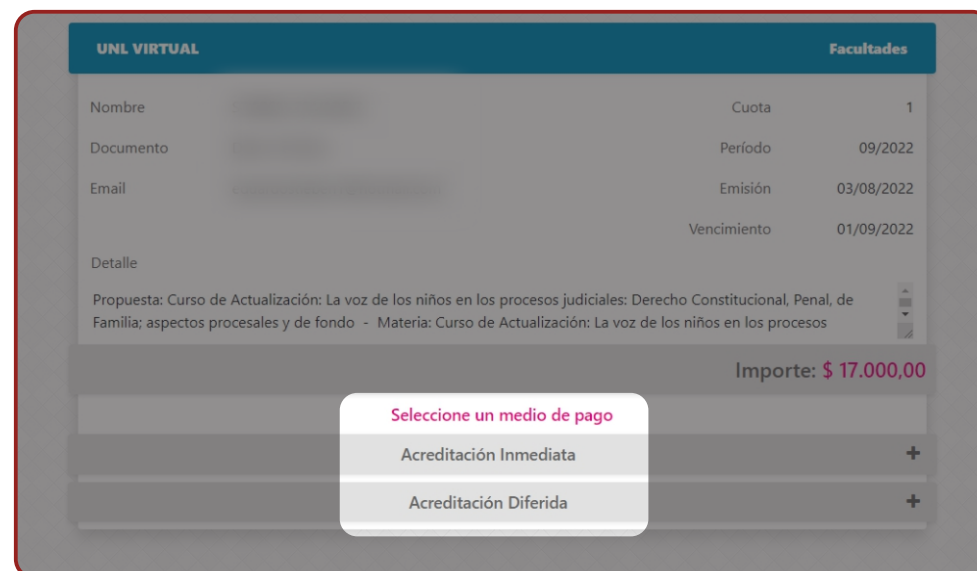 UNL VIRTUAL Facultades
Nombre Cuota 1
Documento Período 09/2022
Email Emisión 03/08/2022
Vencimiento 01/09/2022
Detalle
Propuesta: Curso de Actualización: La voz de los niños en los procesos judiciales: Derecho Constitucional, Penal, de
Familia; aspectos procesales y de fondo - Materia: Curso de Actualización: La voz de los niños en los procesos
Importe: $ 17.000,00
Seleccione un medio de pago
Acreditación Inmediata +
Acreditación Diferida +